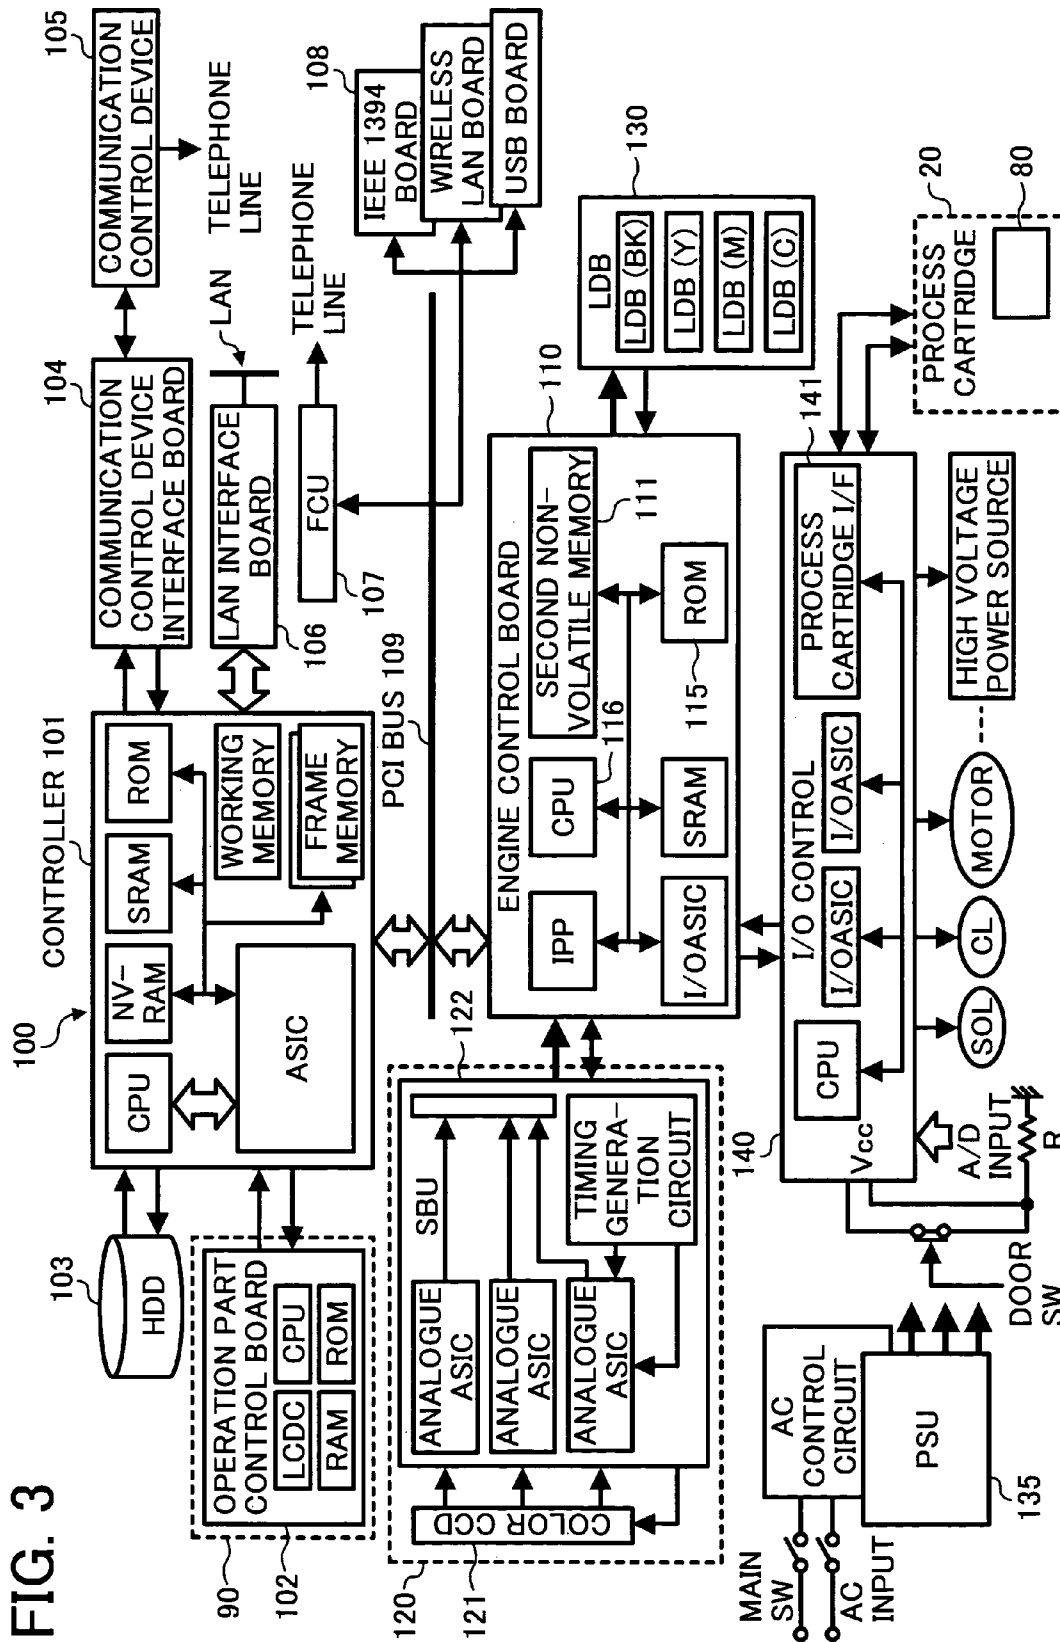 FIG. 3
100
CONTROLLER 101
CPU
NV-
RAM
SRAM
ROM
ASIC
WORKING
MEMORY
FRAME
MEMORY
103
HDD
90
102
OPERATION PART
CONTROL BOARD
LCDC
CPU
RAM
ROM
104
COMMUNICATION
CONTROL DEVICE
INTERFACE BOARD
105
COMMUNICATION
CONTROL DEVICE
TELEPHONE
LINE
LAN INTERFACE
BOARD
106
LAN
FCU
107
TELEPHONE
LINE
108
IEEE 1394
BOARD
WIRELESS
LAN BOARD
USB BOARD
PCI BUS 109
120
121
COLOR CCD
122
SBU
ANALOGUE
ASIC
ANALOGUE
ASIC
ANALOGUE
ASIC
TIMING
GENERA-
TION
CIRCUIT
110
ENGINE CONTROL BOARD
IPP
CPU
116
SECOND NON-
VOLATILE MEMORY
111
I/OASIC
SRAM
115
ROM
130
LDB
LDB (BK)
LDB (Y)
LDB (M)
LDB (C)
140
I/O CONTROL
CPU
I/OASIC
I/OASIC
PROCESS
CARTRIDGE I/F
141
Vcc
A/D
INPUT
R
DOOR
SW
SOL
CL
MOTOR
HIGH VOLTAGE
POWER SOURCE
PROCESS
CARTRIDGE
20
80
MAIN
SW
AC
INPUT
AC
CONTROL
CIRCUIT
PSU
135